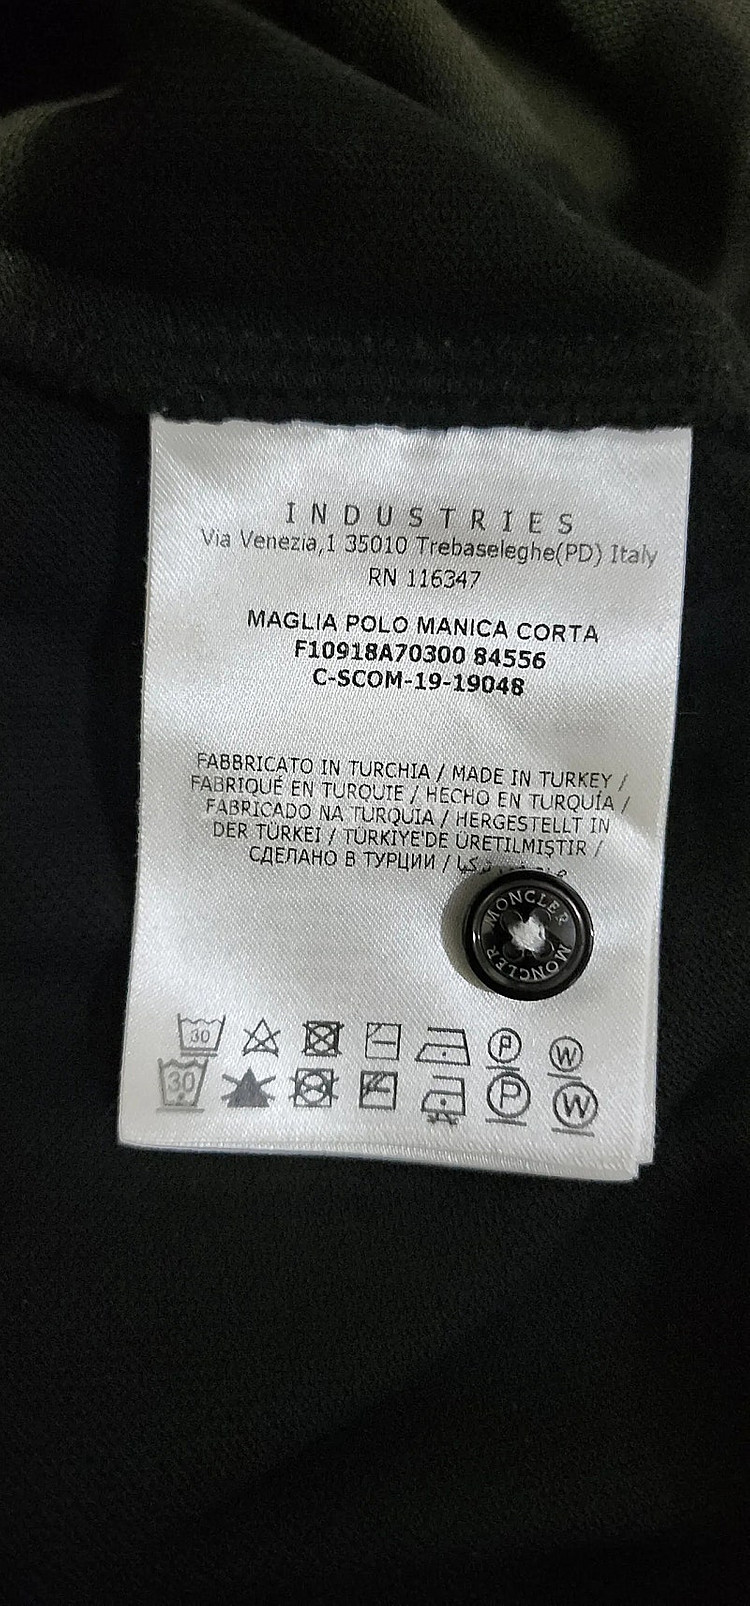 INDUSTRIES
Via Venezia,1 35010 Trebaseleghe(PD) Italy
RN 116347
MAGLIA POLO MANICA CORTA
F10918A70300 84556
C-SCOM-19-19048
FABBRICATO IN TURCHIA / MADE IN TURKEY /
FABRIQUÉ EN TURQUIE / HECHO EN TURQUÍA /
FABRICADO NA TURQUIA / HERGESTELLT IN
DER TÜRKEI / TÜRKİYE'DE ÜRETILMIŞTIR /
СДЕЛАНО В ТУРЦИИ /
MONCLER
MONCLER
30 P W
30 P W